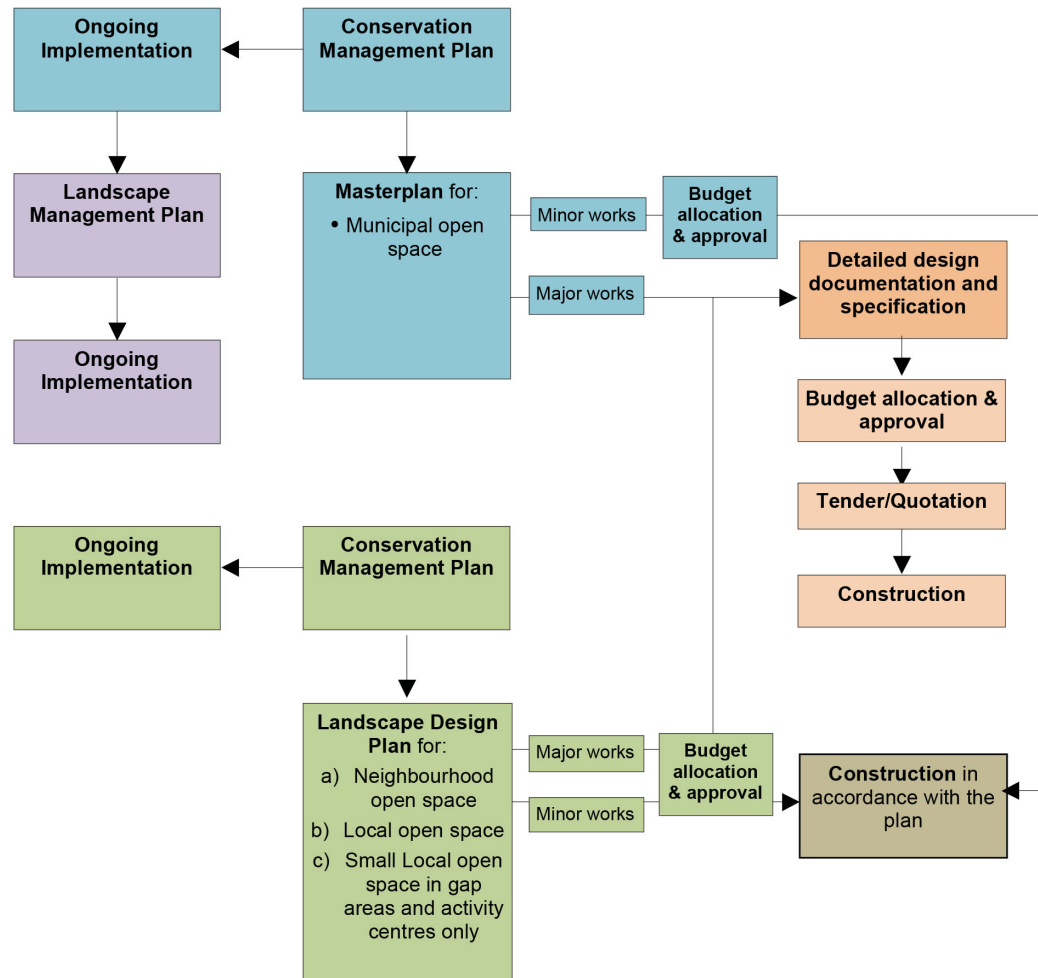 Ongoing
Implementation
Conservation
Management Plan
Landscape
Management Plan
Masterplan for:
• Municipal open
space
Minor works
Budget
allocation
& approval
Major works
Detailed design
documentation and
specification
Ongoing
Implementation
Budget allocation &
approval
Tender/Quotation
Construction
Ongoing
Implementation
Conservation
Management Plan
Landscape Design
Plan for:
a) Neighbourhood
open space
b) Local open space
c) Small Local open
space in gap
areas and activity
centres only
Major works
Minor works
Budget
allocation
& approval
Construction in
accordance with the
plan